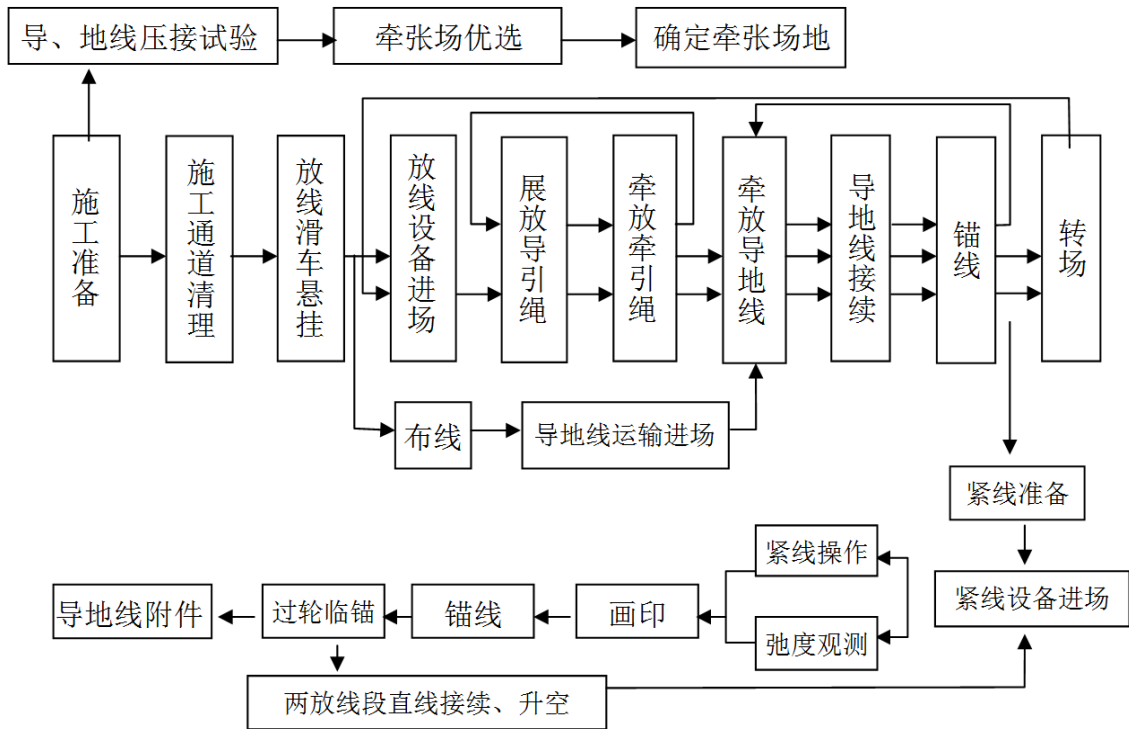 导、地线压接试验
牵张场优选
确定牵张场地
施工准备
施工通道清理
放线滑车悬挂
放线设备进场
展放导引绳
牵放牵引绳
牵放导地线
导地线接续
锚线
转场
布线
导地线运输进场
紧线准备
紧线操作
紧线设备进场
导地线附件
过轮临锚
锚线
画印
弛度观测
两放线段直线接续、升空